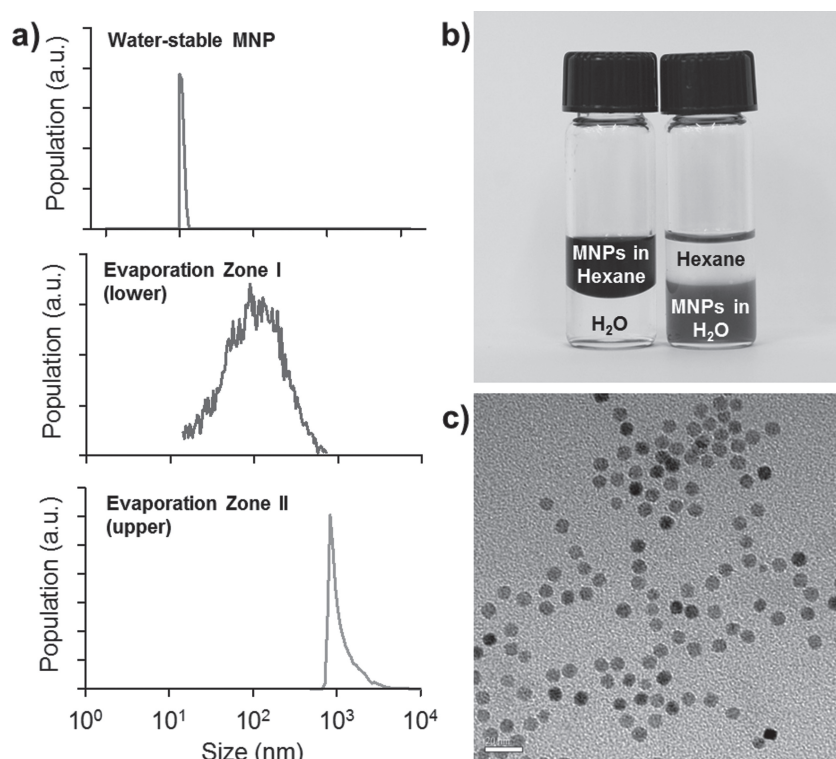 a)
Water-stable MNP
Population (a.u.)
Evaporation Zone I
(lower)
Population (a.u.)
Evaporation Zone II
(upper)
Population (a.u.)
10⁰ 10¹ 10² 10³ 10⁴
Size (nm)
b)
MNPs in
Hexane
H₂O
Hexane
MNPs in
H₂O
c)